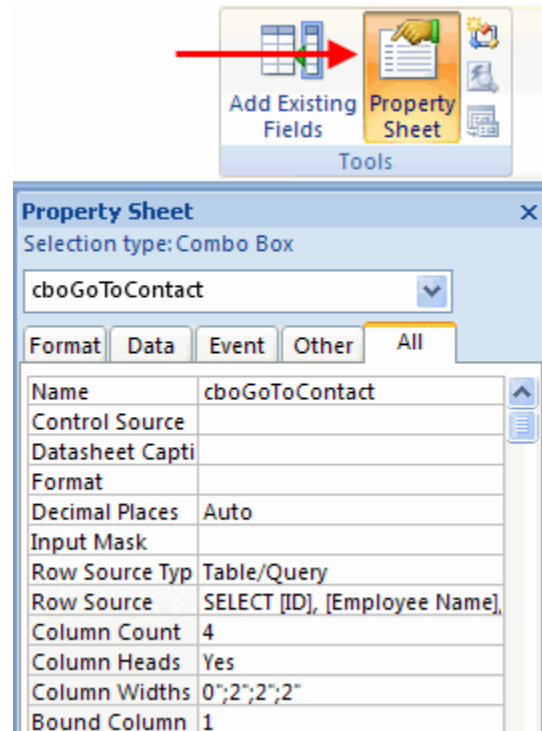 Add Existing Property
Fields Sheet
Tools
Property Sheet
Selection type: Combo Box
cboGoToContact
Format Data Event Other All
Name cboGoToContact
Control Source
Datasheet Capti
Format
Decimal Places Auto
Input Mask
Row Source Typ Table/Query
Row Source SELECT [ID], [Employee Name],
Column Count 4
Column Heads Yes
Column Widths 0";2";2";2"
Bound Column 1